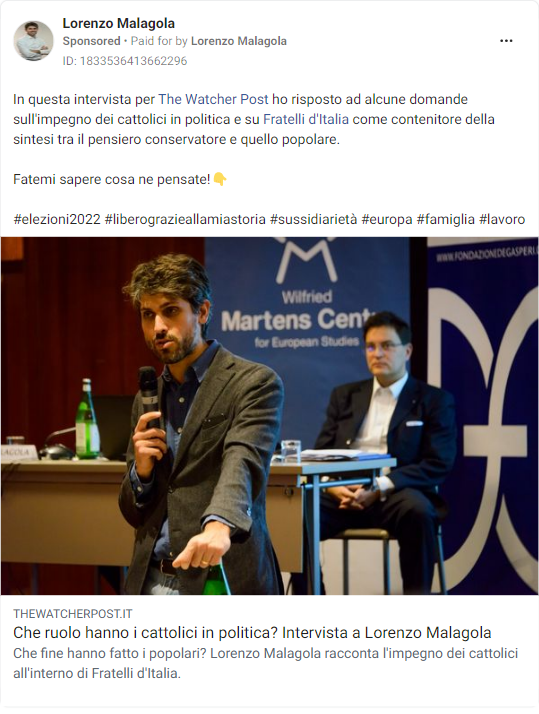 Lorenzo Malagola
Sponsored • Paid for by Lorenzo Malagola
ID: 1833536413662296
In questa intervista per The Watcher Post ho risposto ad alcune domande
sull'impegno dei cattolici in politica e su Fratelli d'Italia come contenitore della
sintesi tra il pensiero conservatore e quello popolare.
Fatemi sapere cosa ne pensate!👇
#elezioni2022 #liberograzieallamiastoria #sussidiarietà #europa #famiglia #lavoro
WWW.FONDAZIONEDEGASPERI.
Wilfried
Martens Cent
for European Studies
LAGOLA
THEWATCHERPOST.IT
Che ruolo hanno i cattolici in politica? Intervista a Lorenzo Malagola
Che fine hanno fatto i popolari? Lorenzo Malagola racconta l'impegno dei cattolici
all'interno di Fratelli d'Italia.